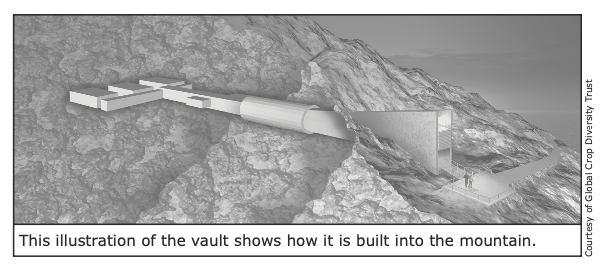 This illustration of the vault shows how it is built into the mountain.
Courtesy of Global Crop Diversity Trust